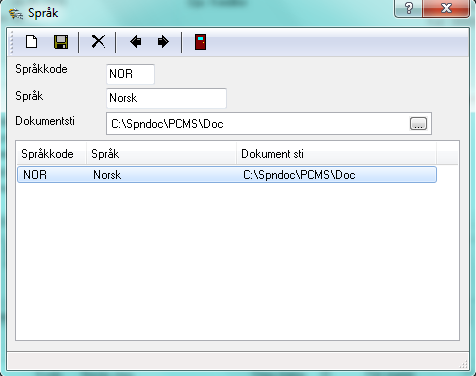 Språk
Språkkode NOR
Språk Norsk
Dokumentsti C:\Spndoc\PCMS\Doc ...
Språkkode Språk Dokument sti
NOR Norsk C:\Spndoc\PCMS\Doc